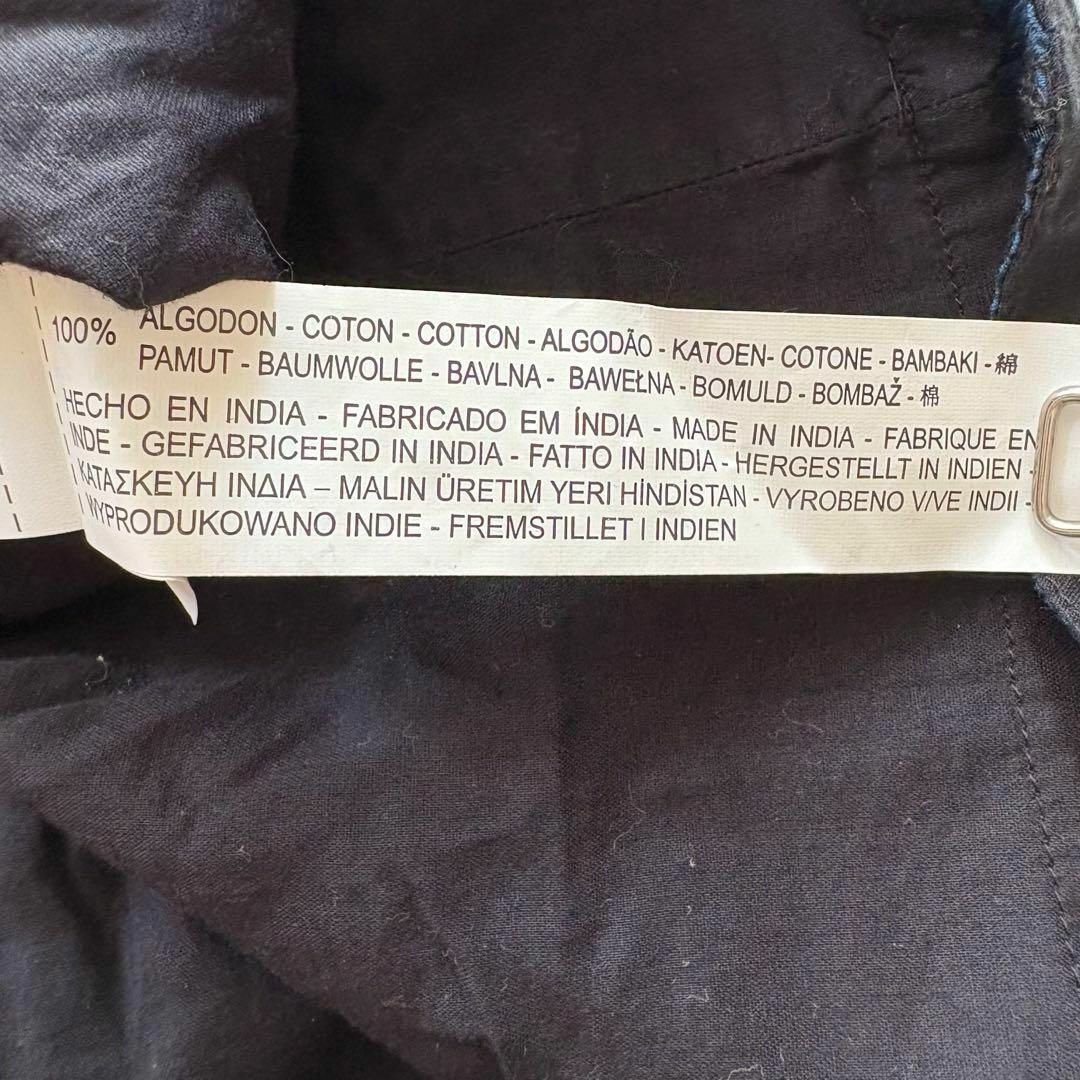 100% ALGODON - COTON - COTTON - ALGODÃO - KATOEN- COTONE - BAMBAKI - 綿
PAMUT - BAUMWOLLE - BAVLNA - BAWEŁNA - BOMULD - BOMBAŽ - 棉
HECHO EN INDIA - FABRICADO EM ÍNDIA - MADE IN INDIA - FABRIQUE EN
INDE - GEFABRICEERD IN INDIA - FATTO IN INDIA - HERGESTELLT IN INDIEN -
ΚΑΤΑΣΚΕΥΗ ΙΝΔΙΑ – MALIN ÜRETIM YERI HİNDİSTAN - VYROBENO V/VE INDII -
WYPRODUKOWANO INDIE - FREMSTILLET I INDIEN